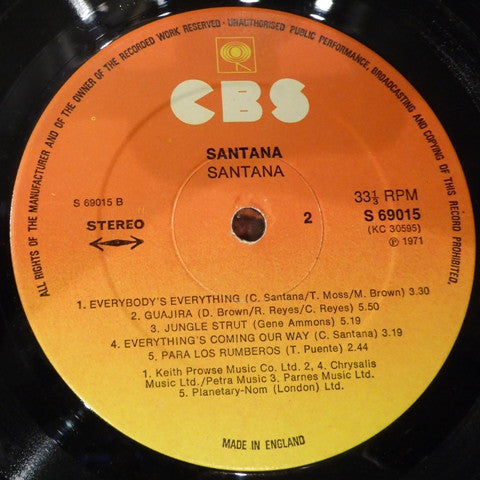 ALL RIGHTS OF THE MANUFACTURER AND OF THE OWNER OF THE RECORDED WORK RESERVED · UNAUTHORISED PUBLIC PERFORMANCE, BROADCASTING AND COPYING OF THIS RECORD PROHIBITED.
CBS
SANTANA
SANTANA
S 69015 B
STEREO
2
33⅓ RPM
S 69015
(KC 30595)
℗ 1971
1. EVERYBODY'S EVERYTHING (C. Santana/T. Moss/M. Brown) 3.30
2. GUAJIRA (D. Brown/R. Reyes/C. Reyes) 5.50
3. JUNGLE STRUT (Gene Ammons) 5.19
4. EVERYTHING'S COMING OUR WAY (C. Santana) 3.19
5. PARA LOS RUMBEROS (T. Puente) 2.44
1. Keith Prowse Music Co. Ltd. 2, 4. Chrysalis
Music Ltd./Petra Music 3. Parnes Music Ltd.
5. Planetary-Nom (London) Ltd.
MADE IN ENGLAND